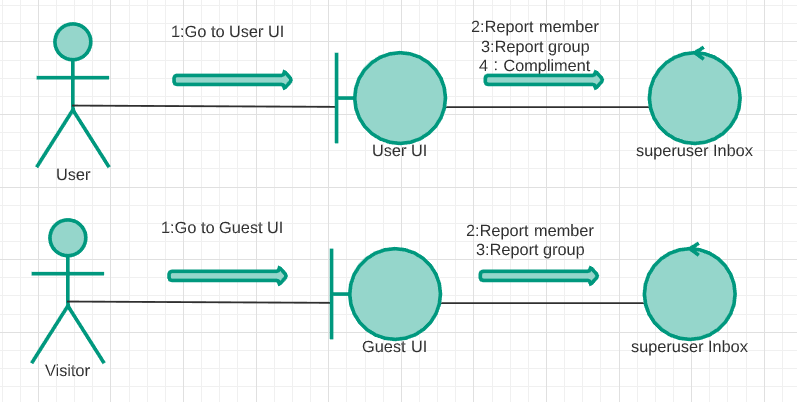 1:Go to User UI
2:Report member
3:Report group
4：Compliment
User
User UI
superuser Inbox
1:Go to Guest UI
2:Report member
3:Report group
Visitor
Guest UI
superuser Inbox